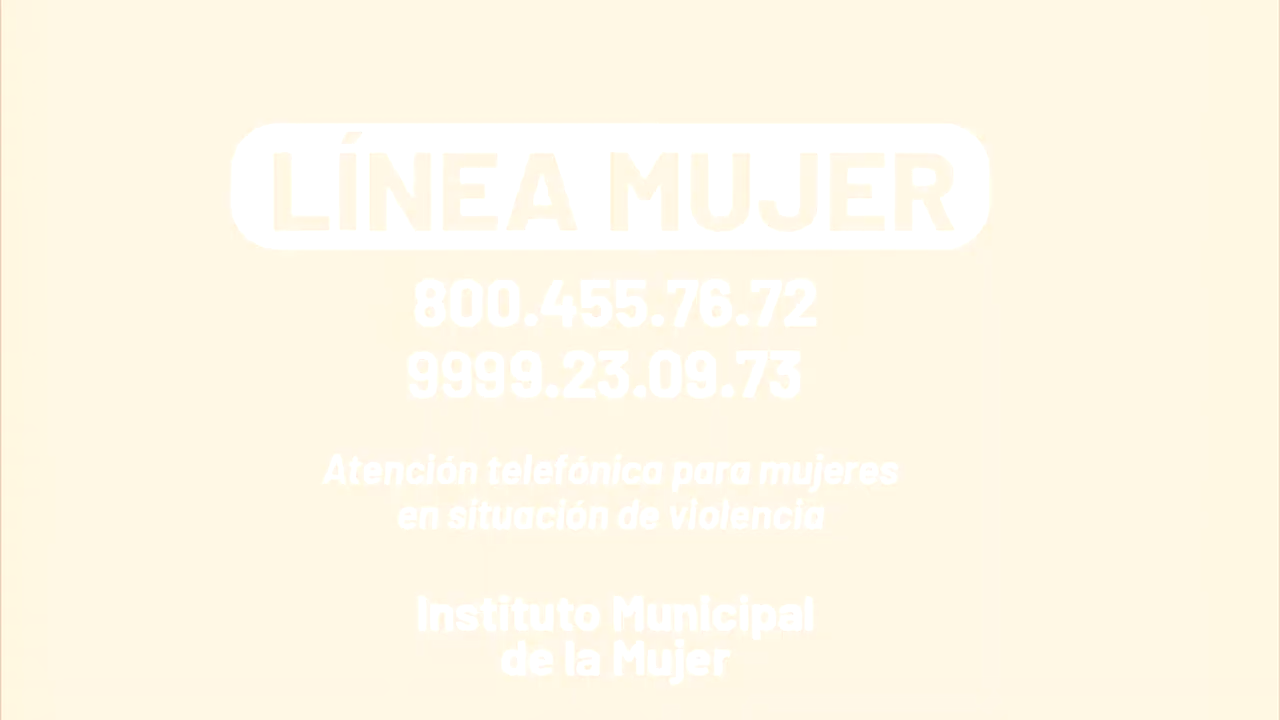 LÍNEA MUJER
800.455.76.72
9999.23.09.73
Atención telefónica para mujeres
en situación de violencia
Instituto Municipal
de la Mujer